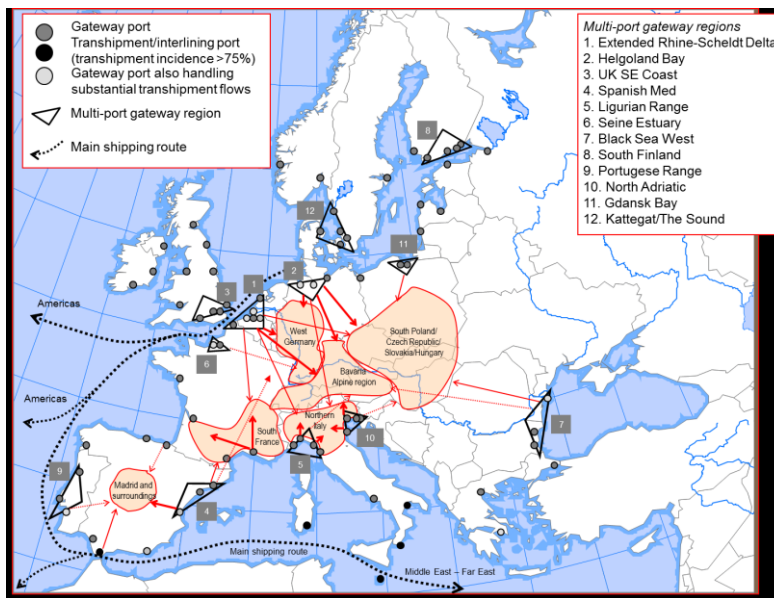 Gateway port
Transhipment/interlining port
(transhipment incidence >75%)
Gateway port also handling
substantial transhipment flows
Multi-port gateway region
Main shipping route
Multi-port gateway regions
1. Extended Rhine-Scheldt Delta
2. Helgoland Bay
3. UK SE Coast
4. Spanish Med
5. Ligurian Range
6. Seine Estuary
7. Black Sea West
8. South Finland
9. Portugese Range
10. North Adriatic
11. Gdansk Bay
12. Kattegat/The Sound
8
12
11
2
1
3
Americas
West
Germany
South Poland/
Czech Republic/
Slovakia/Hungary
6
Bavaria
Alpine region
Americas
South
France
Northern
Italy
10
7
5
9
Madrid and
surroundings
4
Main shipping route
Middle East – Far East